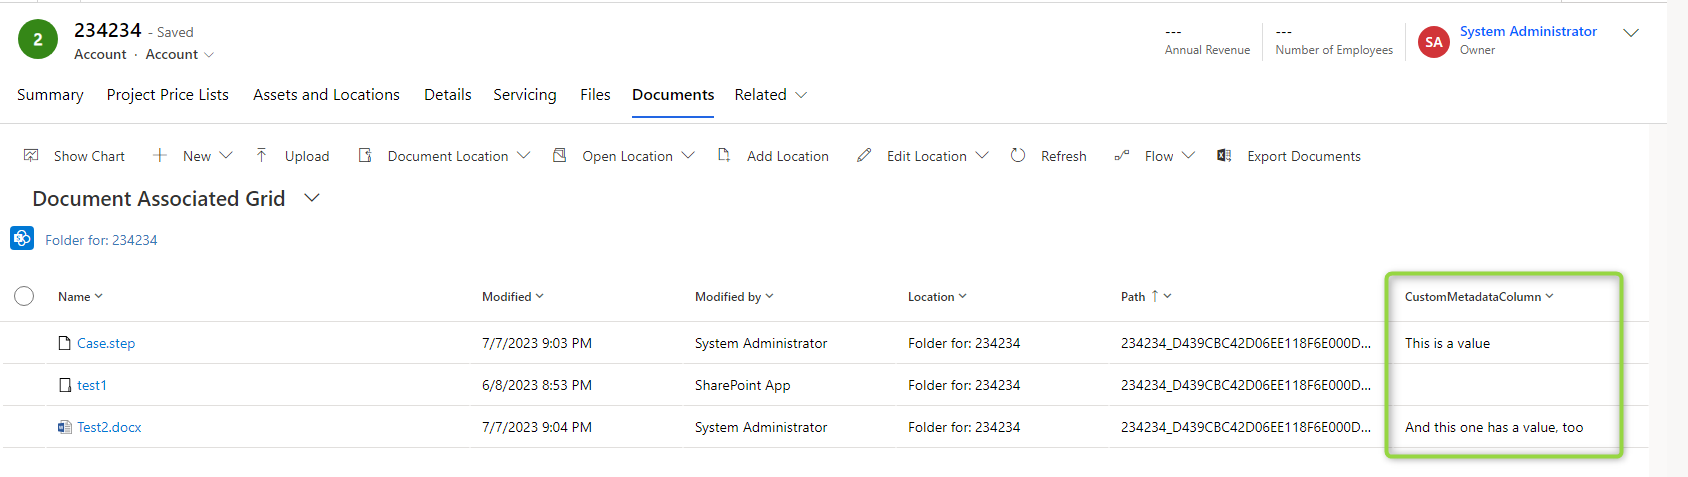 2
234234 - Saved
Account · Account
---
Annual Revenue
---
Number of Employees
SA
System Administrator
Owner
Summary Project Price Lists Assets and Locations Details Servicing Files Documents Related
Show Chart New Upload Document Location Open Location Add Location Edit Location Refresh Flow Export Documents
Document Associated Grid
Folder for: 234234
Name Modified Modified by Location Path ↑ CustomMetadataColumn
Case.step 7/7/2023 9:03 PM System Administrator Folder for: 234234 234234_D439CBC42D06EE118F6E000D... This is a value
test1 6/8/2023 8:53 PM SharePoint App Folder for: 234234 234234_D439CBC42D06EE118F6E000D...
Test2.docx 7/7/2023 9:04 PM System Administrator Folder for: 234234 234234_D439CBC42D06EE118F6E000D... And this one has a value, too